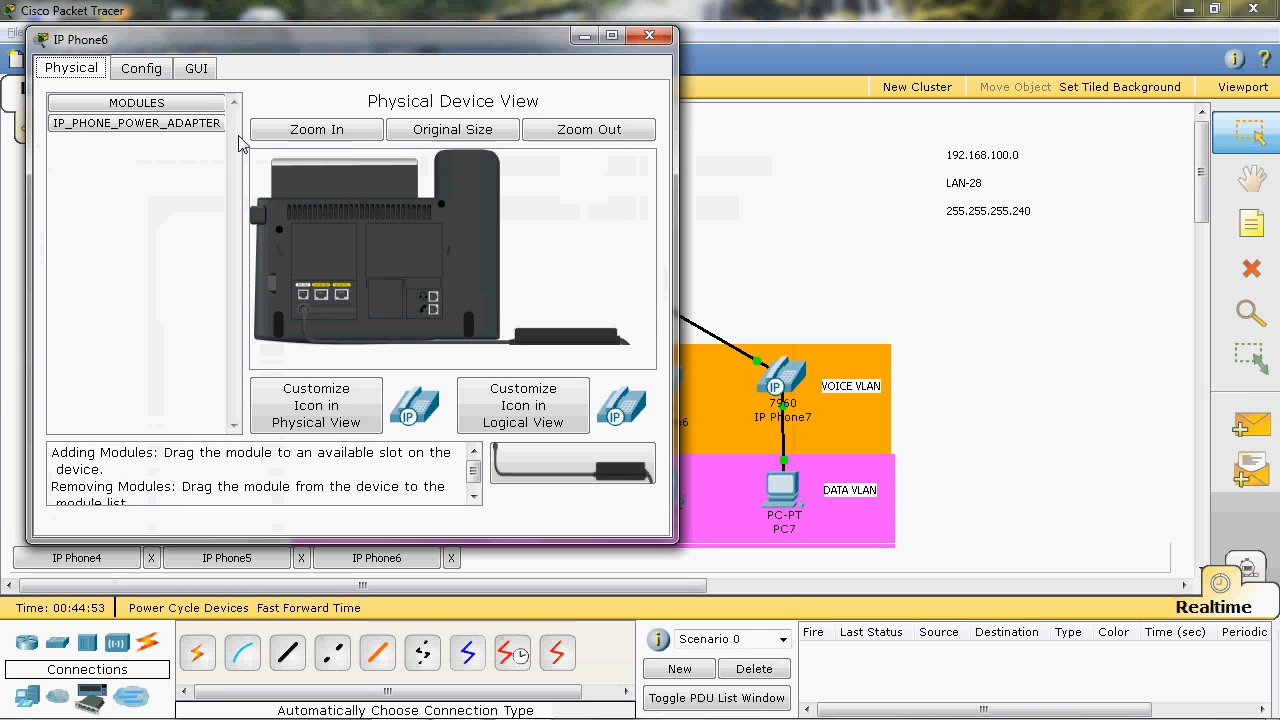 Cisco Packet Tracer
IP Phone6
Physical
Config
GUI
MODULES
IP_PHONE_POWER_ADAPTER
Physical Device View
Zoom In
Original Size
Zoom Out
Customize
Icon in
Physical View
IP
Customize
Icon in
Logical View
IP
Adding Modules: Drag the module to an available slot on the
device.
Removing Modules: Drag the module from the device to the
module list.
New Cluster
Move Object
Set Tiled Background
Viewport
192.168.100.0
LAN-28
255.255.255.240
IP
7960
IP Phone7
VOICE VLAN
PC-PT
PC7
DATA VLAN
IP Phone4
X
IP Phone5
X
IP Phone6
X
Time: 00:44:53
Power Cycle Devices
Fast Forward Time
Realtime
Connections
Automatically Choose Connection Type
Scenario 0
New
Delete
Toggle PDU List Window
Fire
Last Status
Source
Destination
Type
Color
Time (sec)
Periodic